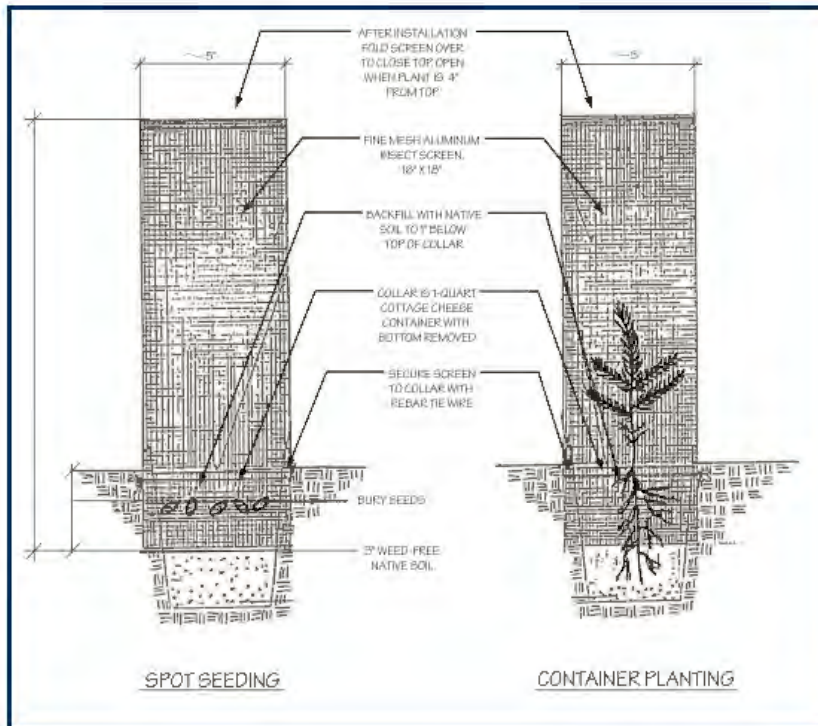 AFTER INSTALLATION
FOLD SCREEN OVER
TO CLOSE TOP, OPEN
WHEN PLANT IS 4"
FROM TOP
~5"
~5"
FINE MESH ALUMINUM
INSECT SCREEN,
18" X 18"
BACKFILL WITH NATIVE
SOIL TO 1" BELOW
TOP OF COLLAR
COLLAR IS 1-QUART
COTTAGE CHEESE
CONTAINER WITH
BOTTOM REMOVED
SECURE SCREEN
TO COLLAR WITH
REBAR TIE WIRE
BURY SEEDS
3" WEED-FREE
NATIVE SOIL
SPOT SEEDING
CONTAINER PLANTING